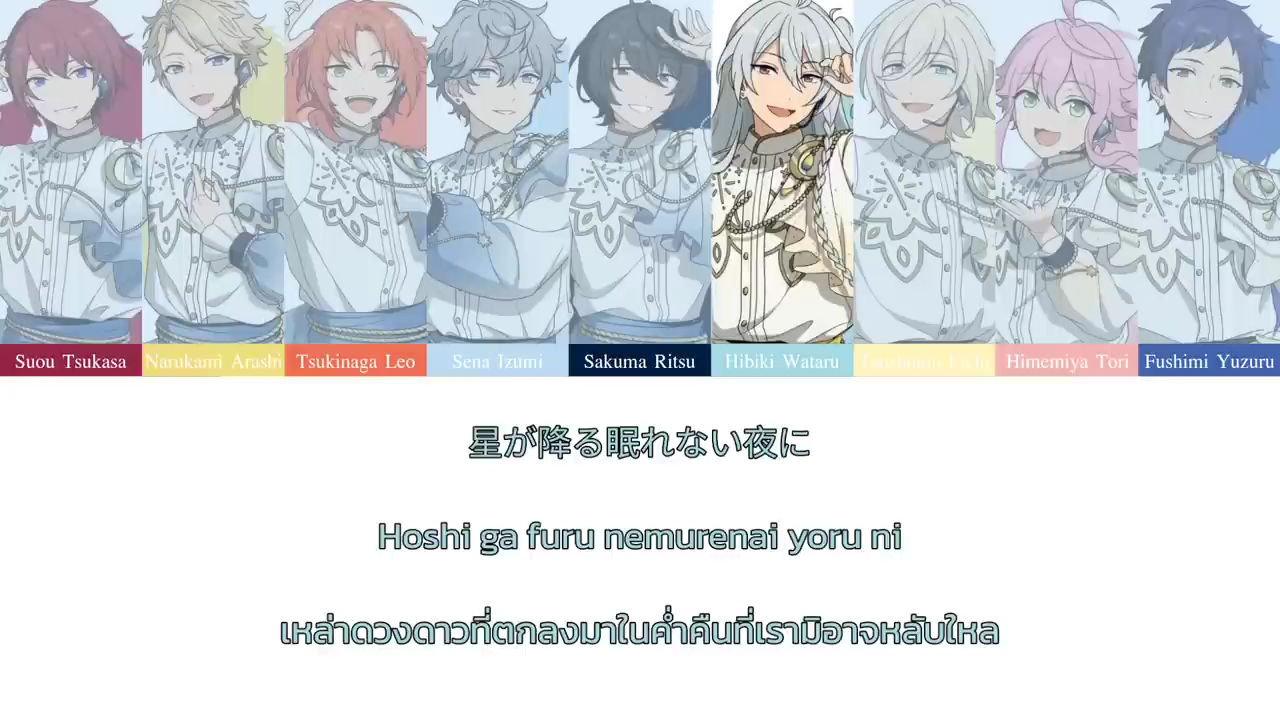 Suou Tsukasa Narukami Arashi Tsukinaga Leo Sena Izumi Sakuma Ritsu Hibiki Wataru Himemiya Tori Fushimi Yuzuru
星が降る眠れない夜に
Hoshi ga furu nemurenai yoru ni
เหล่าดวงดาวที่ตกลงมาในค่ำคืนที่เรามิอาจหลับใหล